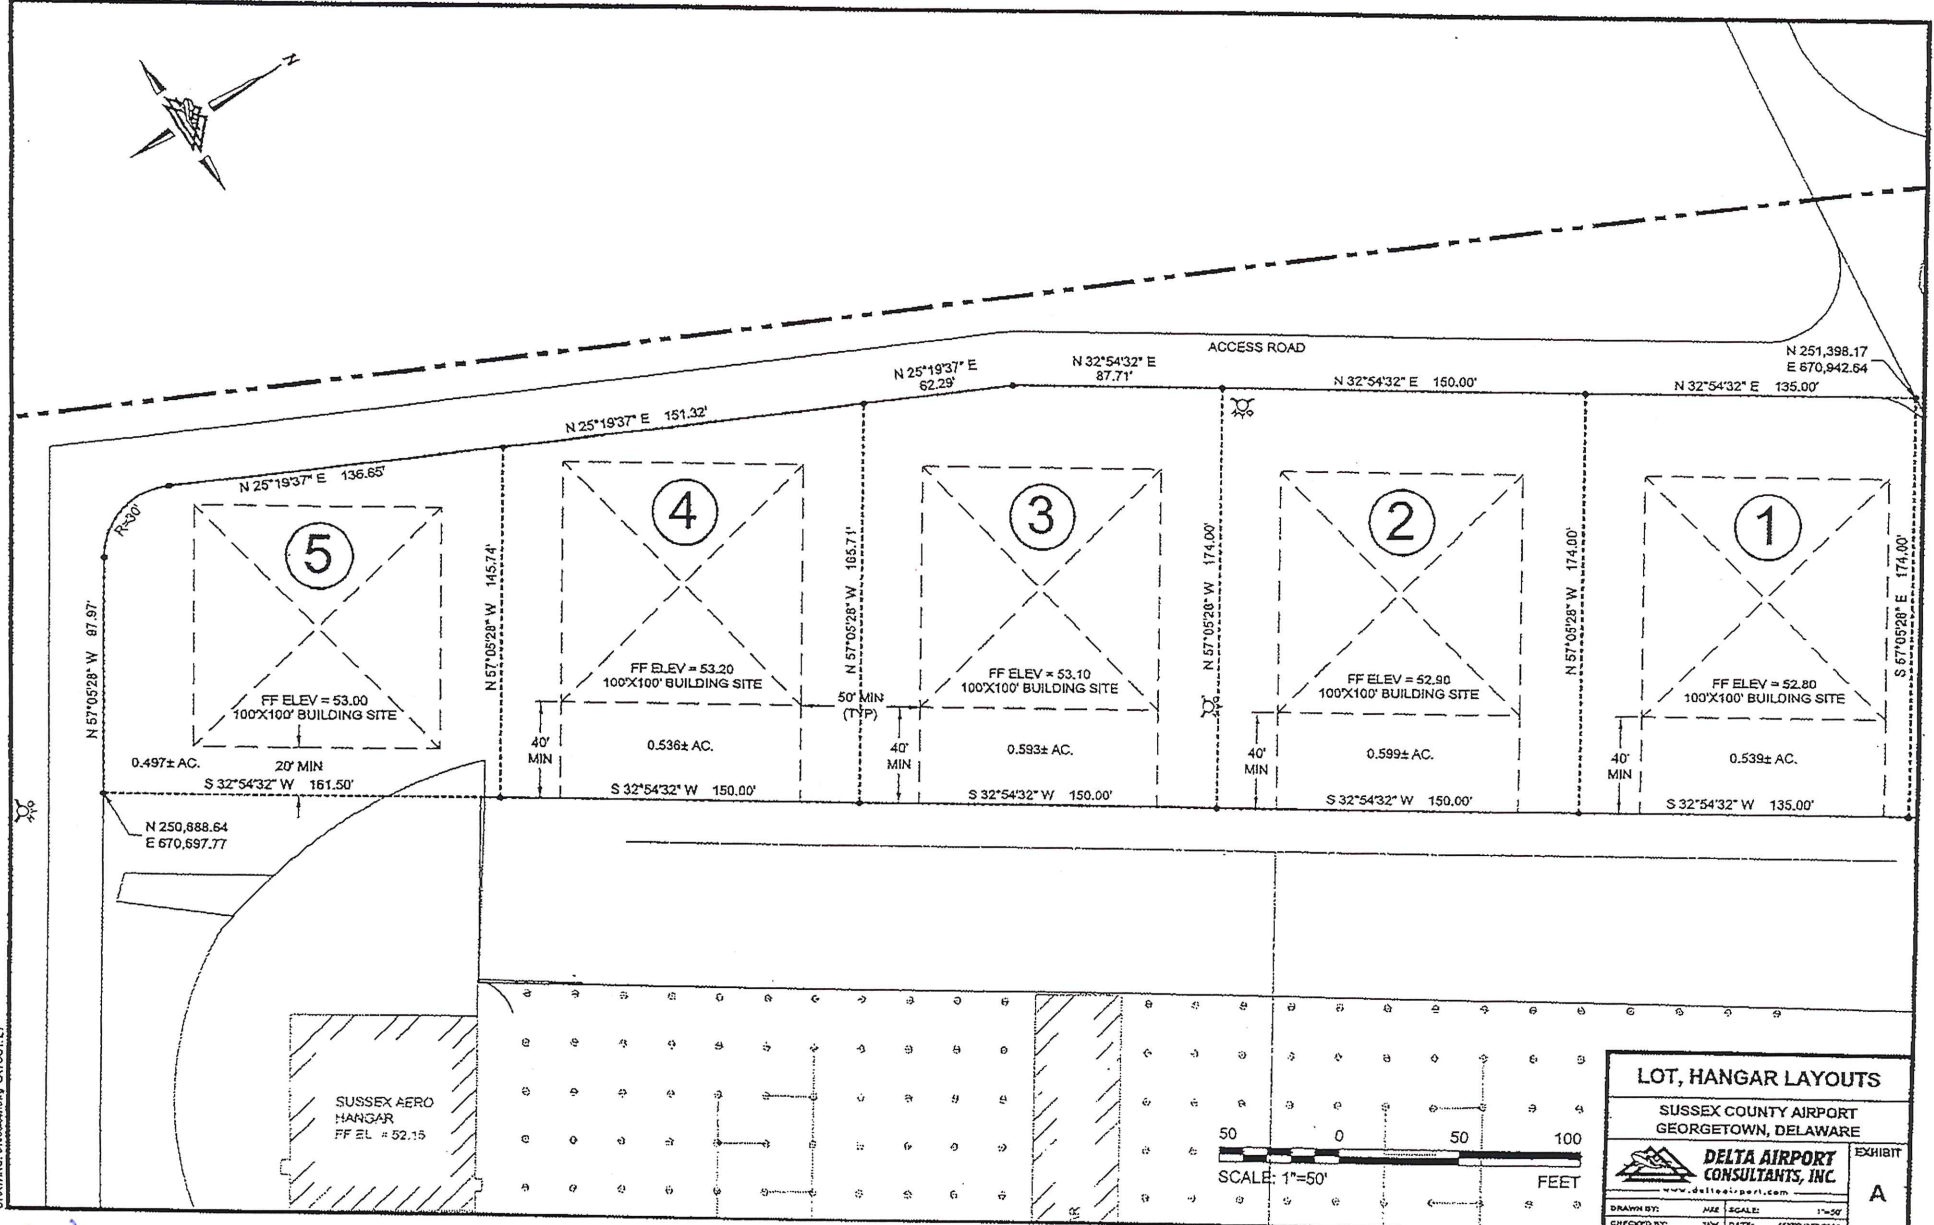 N
ACCESS ROAD
N 251,398.17
E 670,942.64
N 25°19'37" E
62.29'
N 32°54'32" E
87.71'
N 32°54'32" E 150.00'
N 32°54'32" E 135.00'
N 25°19'37" E 151.32'
N 25°19'37" E 136.65'
R=30'
5
4
3
2
1
N 57°05'28" W 97.97'
N 57°05'28" W 145.74'
N 57°05'28" W 165.71'
N 57°05'28" W 174.00'
N 57°05'28" W 174.00'
S 57°05'28" E 174.00'
FF ELEV = 53.00
100'X100' BUILDING SITE
FF ELEV = 53.20
100'X100' BUILDING SITE
FF ELEV = 53.10
100'X100' BUILDING SITE
FF ELEV = 52.90
100'X100' BUILDING SITE
FF ELEV = 52.80
100'X100' BUILDING SITE
50' MIN
(TYP)
40'
MIN
40'
MIN
40'
MIN
40'
MIN
0.497± AC.
20' MIN
0.536± AC.
0.593± AC.
0.599± AC.
0.539± AC.
S 32°54'32" W 161.50'
S 32°54'32" W 150.00'
S 32°54'32" W 150.00'
S 32°54'32" W 150.00'
S 32°54'32" W 135.00'
N 250,688.64
E 670,697.77
SUSSEX AERO
HANGAR
FF EL = 52.15
50 0 50 100
SCALE: 1"=50' FEET
LOT, HANGAR LAYOUTS
SUSSEX COUNTY AIRPORT
GEORGETOWN, DELAWARE
DELTA AIRPORT
CONSULTANTS, INC.
www.deltaairport.com
EXHIBIT
A
DRAWN BY: SCALE: 1"=50'